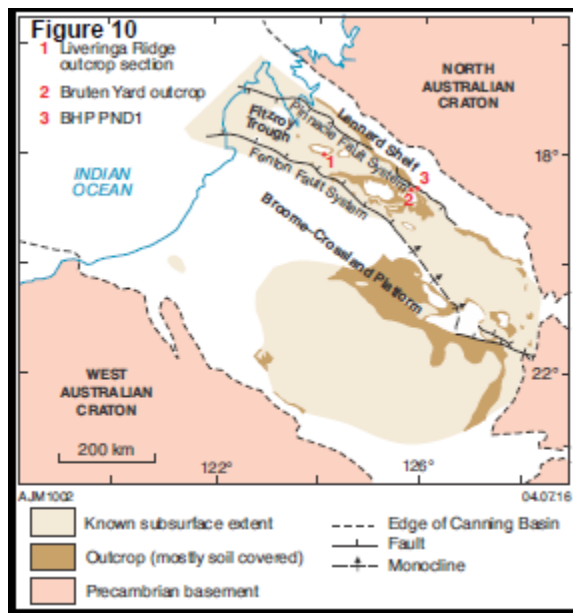 Figure 10
1 Liveringa Ridge
outcrop section
2 Bruten Yard outcrop
3 BHP PND1
NORTH
AUSTRALIAN
CRATON
Lennard Shelf
Pinnacle Fault System
Fitzroy
Trough
Fenton Fault System
1
3
2
18°
INDIAN
OCEAN
Broome–Crossland Platform
WEST
AUSTRALIAN
CRATON
22°
200 km
122°
126°
AJM1002
04.07.16
Known subsurface extent
Outcrop (mostly soil covered)
Precambrian basement
Edge of Canning Basin
Fault
Monocline